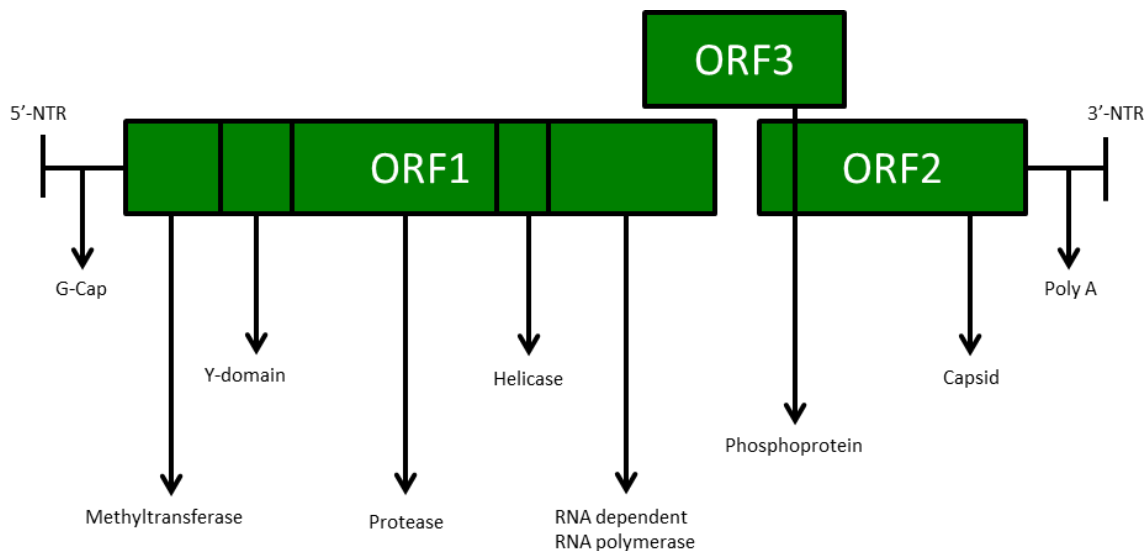 ORF3
5’-NTR
3’-NTR
ORF1
ORF2
G-Cap
Poly A
Y-domain
Helicase
Capsid
Phosphoprotein
Methyltransferase
Protease
RNA dependent
RNA polymerase